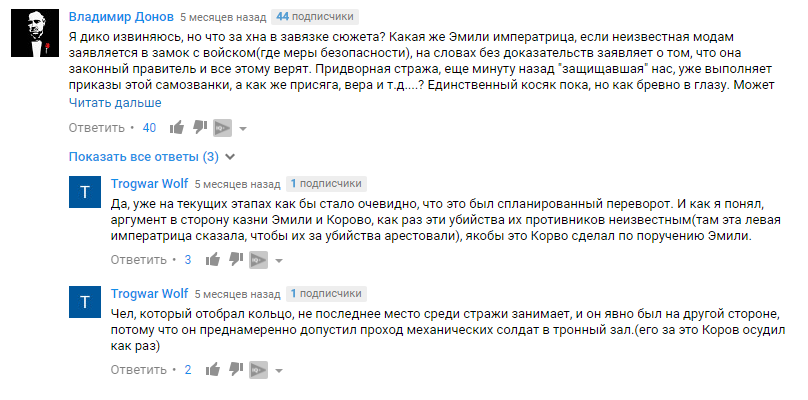 Владимир Донов 5 месяцев назад 44 подписчики
Я дико извиняюсь, но что за хна в завязке сюжета? Какая же Эмили императрица, если неизвестная модам
заявляется в замок с войском(где меры безопасности), на словах без доказательств заявляет о том, что она
законный правитель и все этому верят. Придворная стража, еще минуту назад "защищавшая" нас, уже выполняет
приказы этой самозванки, а как же присяга, вера и т.д....? Единственный косяк пока, но как бревно в глазу. Может
Читать дальше
Ответить • 40
Показать все ответы (3)
T
Trogwar Wolf 5 месяцев назад 1 подписчики
Да, уже на текущих этапах как бы стало очевидно, что это был спланированный переворот. И как я понял,
аргумент в сторону казни Эмили и Корово, как раз эти убийства их противников неизвестным(там эта левая
императрица сказала, чтобы их за убийства арестовали), якобы это Корво сделал по поручению Эмили.
Ответить • 3
T
Trogwar Wolf 5 месяцев назад 1 подписчики
Чел, который отобрал кольцо, не последнее место среди стражи занимает, и он явно был на другой стороне,
потому что он преднамеренно допустил проход механических солдат в тронный зал.(его за это Коров осудил
как раз)
Ответить • 2